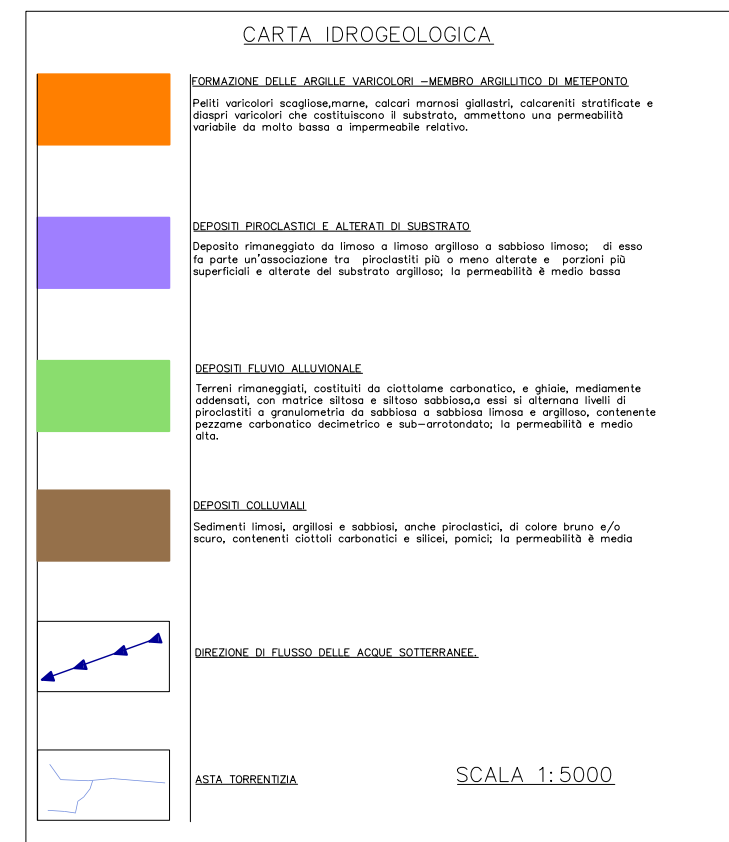 CARTA IDROGEOLOGICA
FORMAZIONE DELLE ARGILLE VARICOLORI –MEMBRO ARGILLITICO DI METEPONTO
Peliti varicolori scagliose,marne, calcari marnosi giallastri, calcareniti stratificate e
diaspri varicolori che costituiscono il substrato, ammettono una permeabilità
variabile da molto bassa a impermeabile relativo.
DEPOSITI PIROCLASTICI E ALTERATI DI SUBSTRATO
Deposito rimaneggiato da limoso a limoso argilloso a sabbioso limoso; di esso
fa parte un'associazione tra piroclastiti più o meno alterate e porzioni più
superficiali e alterate del substrato argilloso; la permeabilità è medio bassa
DEPOSITI FLUVIO ALLUVIONALE
Terreni rimaneggiati, costituiti da ciottolame carbonatico, e ghiaie, mediamente
addensati, con matrice siltosa e siltoso sabbiosa,a essi si alternana livelli di
piroclastiti a granulometria da sabbiosa a sabbiosa limosa e argilloso, contenente
pezzame carbonatico decimetrico e sub–arrotondato; la permeabilità e medio
alta.
DEPOSITI COLLUVIALI
Sedimenti limosi, argillosi e sabbiosi, anche piroclastici, di colore bruno e/o
scuro, contenenti ciottoli carbonatici e silicei, pomici; la permeabilità è media
DIREZIONE DI FLUSSO DELLE ACQUE SOTTERRANEE.
ASTA TORRENTIZIA
SCALA 1:5000